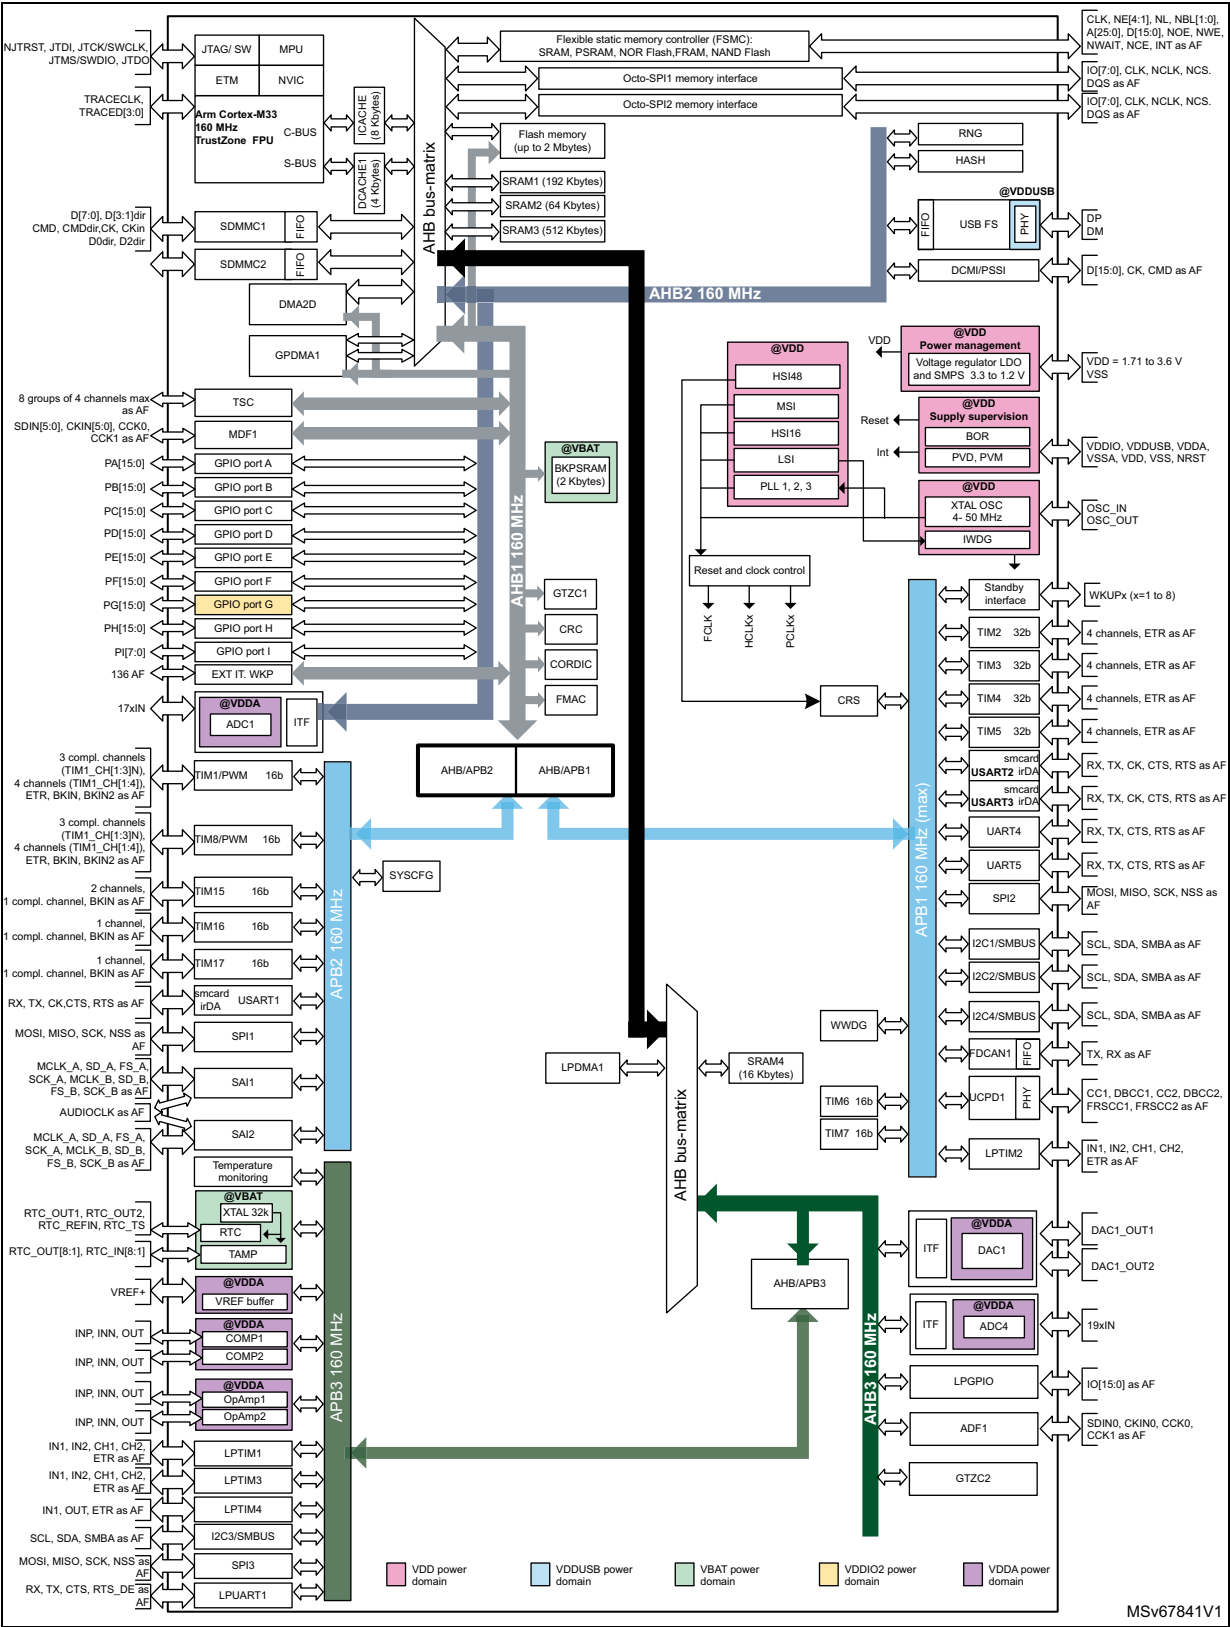 NJTRST, JTDI, JTCK/SWCLK,
JTMS/SWDIO, JTDO
TRACECLK,
TRACED[3:0]
JTAG/ SW
MPU
ETM
NVIC
Arm Cortex-M33
160 MHz
TrustZone FPU
C-BUS
S-BUS
ICACHE
(8 Kbytes)
DCACHE1
(4 Kbytes)
AHB bus-matrix
Flexible static memory controller (FSMC):
SRAM, PSRAM, NOR Flash,FRAM, NAND Flash
Octo-SPI1 memory interface
Octo-SPI2 memory interface
CLK, NE[4:1], NL, NBL[1:0],
A[25:0], D[15:0], NOE, NWE,
NWAIT, NCE, INT as AF
IO[7:0], CLK, NCLK, NCS.
DQS as AF
IO[7:0], CLK, NCLK, NCS.
DQS as AF
Flash memory
(up to 2 Mbytes)
SRAM1 (192 Kbytes)
SRAM2 (64 Kbytes)
SRAM3 (512 Kbytes)
RNG
HASH
@VDDUSB
FIFO
USB FS
PHY
DP
DM
DCMI/PSSI
D[15:0], CK, CMD as AF
D[7:0], D[3:1]dir
CMD, CMDdir,CK, CKin
D0dir, D2dir
SDMMC1
FIFO
SDMMC2
FIFO
DMA2D
GPDMA1
AHB2 160 MHz
@VDD
HSI48
MSI
HSI16
LSI
PLL 1, 2, 3
VDD
@VDD
Power management
Voltage regulator LDO
and SMPS 3.3 to 1.2 V
VDD = 1.71 to 3.6 V
VSS
Reset
Int
@VDD
Supply supervision
BOR
PVD, PVM
VDDIO, VDDUSB, VDDA,
VSSA, VDD, VSS, NRST
@VDD
XTAL OSC
4- 50 MHz
IWDG
OSC_IN
OSC_OUT
8 groups of 4 channels max
as AF
TSC
SDIN[5:0], CKIN[5:0], CCK0,
CCK1 as AF
MDF1
PA[15:0]
GPIO port A
PB[15:0]
GPIO port B
PC[15:0]
GPIO port C
PD[15:0]
GPIO port D
PE[15:0]
GPIO port E
PF[15:0]
GPIO port F
PG[15:0]
GPIO port G
PH[15:0]
GPIO port H
PI[7:0]
GPIO port I
136 AF
EXT IT. WKP
17xIN
@VDDA
ADC1
ITF
AHB1 160 MHz
@VBAT
BKPSRAM
(2 Kbytes)
GTZC1
CRC
CORDIC
FMAC
Reset and clock control
FCLK
HCLKx
PCLKx
CRS
AHB/APB2
AHB/APB1
3 compl. channels
(TIM1_CH[1:3]N),
4 channels (TIM1_CH[1:4]),
ETR, BKIN, BKIN2 as AF
TIM1/PWM 16b
3 compl. channels
(TIM1_CH[1:3]N),
4 channels (TIM1_CH[1:4]),
ETR, BKIN, BKIN2 as AF
TIM8/PWM 16b
2 channels,
1 compl. channel, BKIN as AF
TIM15 16b
1 channel,
1 compl. channel, BKIN as AF
TIM16 16b
1 channel,
1 compl. channel, BKIN as AF
TIM17 16b
RX, TX, CK,CTS, RTS as AF
smcard
irDA
USART1
MOSI, MISO, SCK, NSS as
AF
SPI1
MCLK_A, SD_A, FS_A,
SCK_A, MCLK_B, SD_B,
FS_B, SCK_B as AF
SAI1
AUDIOCLK as AF
MCLK_A, SD_A, FS_A,
SCK_A, MCLK_B, SD_B,
FS_B, SCK_B as AF
SAI2
APB2 160 MHz
SYSCFG
APB1 160 MHz (max)
Standby
interface
WKUPx (x=1 to 8)
TIM2 32b
4 channels, ETR as AF
TIM3 32b
4 channels, ETR as AF
TIM4 32b
4 channels, ETR as AF
TIM5 32b
4 channels, ETR as AF
smcard
USART2 irDA
RX, TX, CK, CTS, RTS as AF
smcard
USART3 irDA
RX, TX, CK, CTS, RTS as AF
UART4
RX, TX, CTS, RTS as AF
UART5
RX, TX, CTS, RTS as AF
SPI2
MOSI, MISO, SCK, NSS as
AF
I2C1/SMBUS
SCL, SDA, SMBA as AF
I2C2/SMBUS
SCL, SDA, SMBA as AF
I2C4/SMBUS
SCL, SDA, SMBA as AF
WWDG
FDCAN1
FIFO
TX, RX as AF
UCPD1
PHY
CC1, DBCC1, CC2, DBCC2,
FRSCC1, FRSCC2 as AF
TIM6 16b
TIM7 16b
LPTIM2
IN1, IN2, CH1, CH2,
ETR as AF
LPDMA1
SRAM4
(16 Kbytes)
AHB bus-matrix
Temperature
monitoring
@VBAT
XTAL 32k
RTC
TAMP
RTC_OUT1, RTC_OUT2,
RTC_REFIN, RTC_TS
RTC_OUT[8:1], RTC_IN[8:1]
VREF+
@VDDA
VREF buffer
INP, INN, OUT
INP, INN, OUT
@VDDA
COMP1
COMP2
INP, INN, OUT
INP, INN, OUT
@VDDA
OpAmp1
OpAmp2
IN1, IN2, CH1, CH2,
ETR as AF
LPTIM1
IN1, IN2, CH1, CH2,
ETR as AF
LPTIM3
IN1, OUT, ETR as AF
LPTIM4
SCL, SDA, SMBA as AF
I2C3/SMBUS
MOSI, MISO, SCK, NSS as
AF
SPI3
RX, TX, CTS, RTS_DE as
AF
LPUART1
APB3 160 MHz
AHB/APB3
AHB3 160 MHz
ITF
@VDDA
DAC1
DAC1_OUT1
DAC1_OUT2
ITF
@VDDA
ADC4
19xIN
LPGPIO
IO[15:0] as AF
ADF1
SDIN0, CKIN0, CCK0,
CCK1 as AF
GTZC2
VDD power
domain
VDDUSB power
domain
VBAT power
domain
VDDIO2 power
domain
VDDA power
domain
MSv67841V1